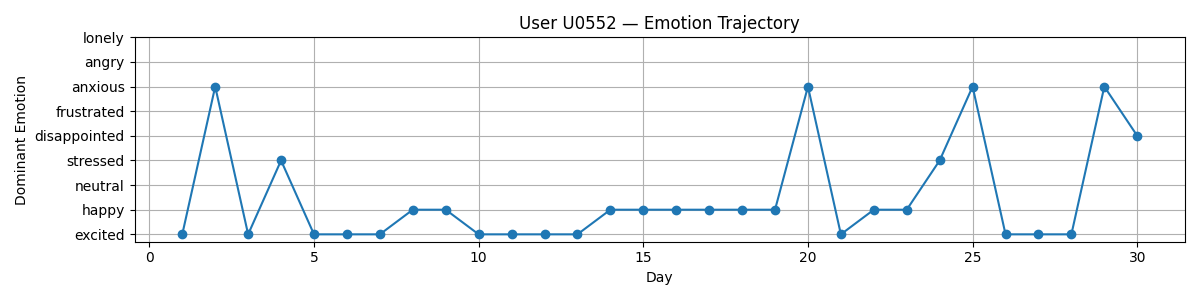 User U0552 — Emotion Trajectory
Dominant Emotion
lonely
angry
anxious
frustrated
disappointed
stressed
neutral
happy
excited
0 5 10 15 20 25 30
Day